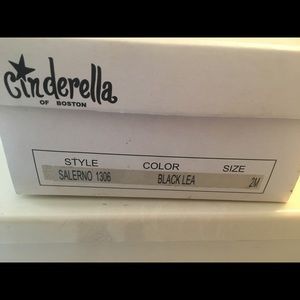 Cinderella
OF BOSTON
STYLE COLOR SIZE
SALERNO 1306 BLACK LEA 2M